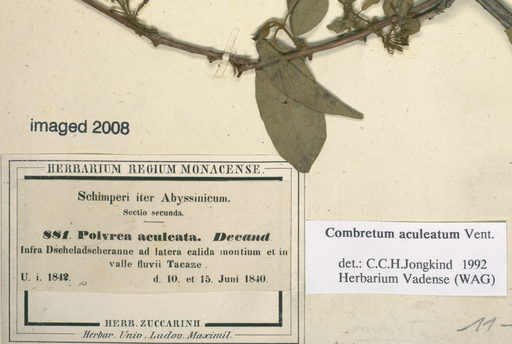 imaged 2008
HERBARIUM REGIUM MONACENSE.
Schimperi iter Abyssinicum.
Sectio secunda.
881. Poivrea aculeata. Decand
Infra Dscheladscheranne ad latera calida montium et in
valle fluvii Tacaze
U. i. 1842. d. 10. et 15. Juni 1840.
HERB. ZUCCARINII
Herbar. Univ. Ludov. Maximil.
Combretum aculeatum Vent.
det.: C.C.H.Jongkind 1992
Herbarium Vadense (WAG)
11-